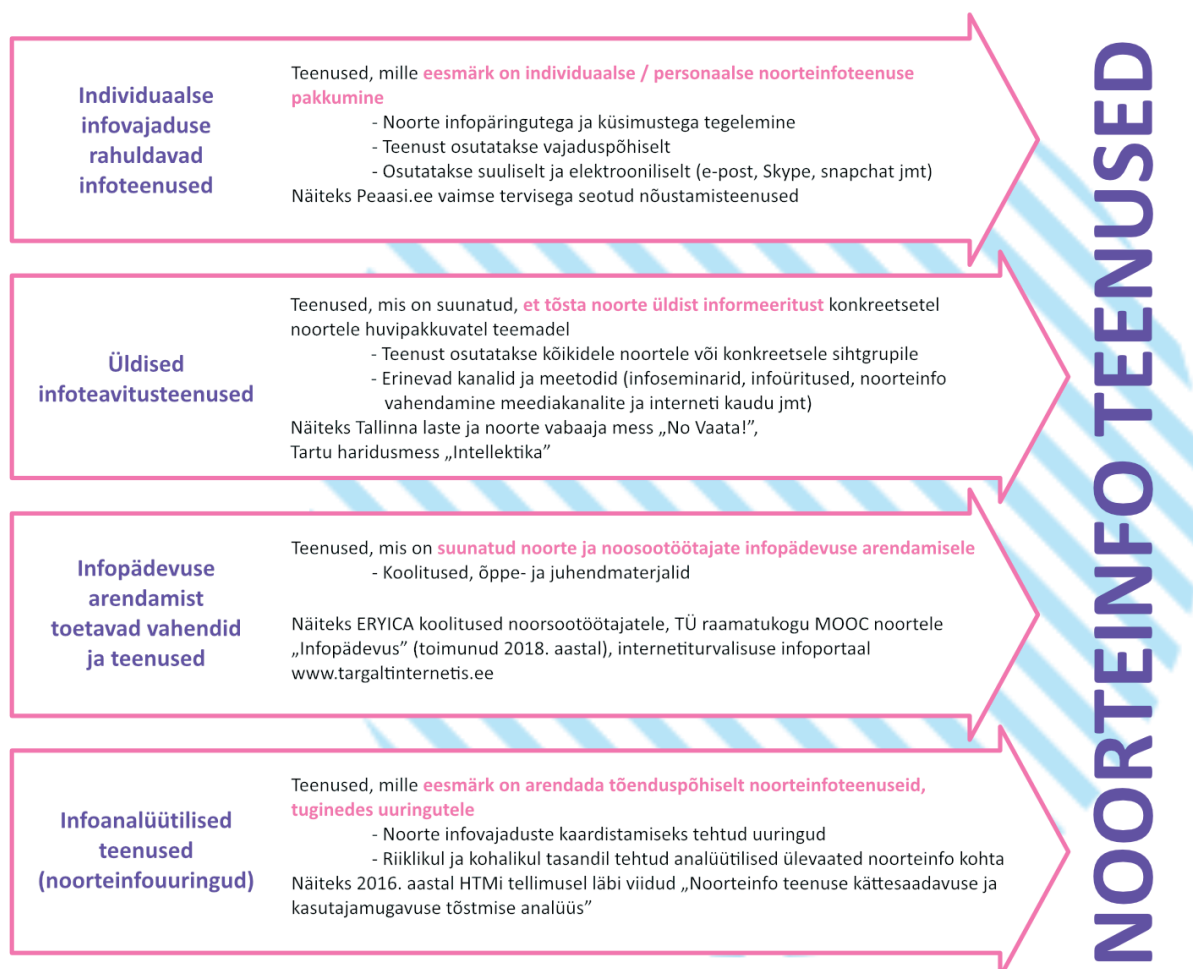 Individuaalse
infovajaduse
rahuldavad
infoteenused
Teenused, mille eesmärk on individuaalse / personaalse noorteinfoteenuse
pakkumine
- Noorte infopäringutega ja küsimustega tegelemine
- Teenust osutatakse vajaduspõhiselt
- Osutatakse suuliselt ja elektrooniliselt (e-post, Skype, snapchat jmt)
Näiteks Peaasi.ee vaimse tervisega seotud nõustamisteenused
Üldised
infoteavitusteenused
Teenused, mis on suunatud, et tõsta noorte üldist informeeritust konkreetsetel
noortele huvipakkuvatel teemadel
- Teenust osutatakse kõikidele noortele või konkreetsele sihtgrupile
- Erinevad kanalid ja meetodid (infoseminarid, infoüritused, noorteinfo
vahendamine meediakanalite ja interneti kaudu jmt)
Näiteks Tallinna laste ja noorte vabaaja mess „No Vaata!”,
Tartu haridusmess „Intellektika”
Infopädevuse
arendamist
toetavad vahendid
ja teenused
Teenused, mis on suunatud noorte ja noosootöötajate infopädevuse arendamisele
- Koolitused, õppe- ja juhendmaterjalid
Näiteks ERYICA koolitused noorsootöötajatele, TÜ raamatukogu MOOC noortele
„Infopädevus” (toimunud 2018. aastal), internetiturvalisuse infoportaal
www.targaltinternetis.ee
Infoanalüütilised
teenused
(noorteinfouuringud)
Teenused, mille eesmärk on arendada tõenduspõhiselt noorteinfoteenuseid,
tuginedes uuringutele
- Noorte infovajaduste kaardistamiseks tehtud uuringud
- Riiklikul ja kohalikul tasandil tehtud analüütilised ülevaated noorteinfo kohta
Näiteks 2016. aastal HTMi tellimusel läbi viidud „Noorteinfo teenuse kättesaadavuse ja
kasutajamugavuse tõstmise analüüs”
NOORTEINFO TEENUSED